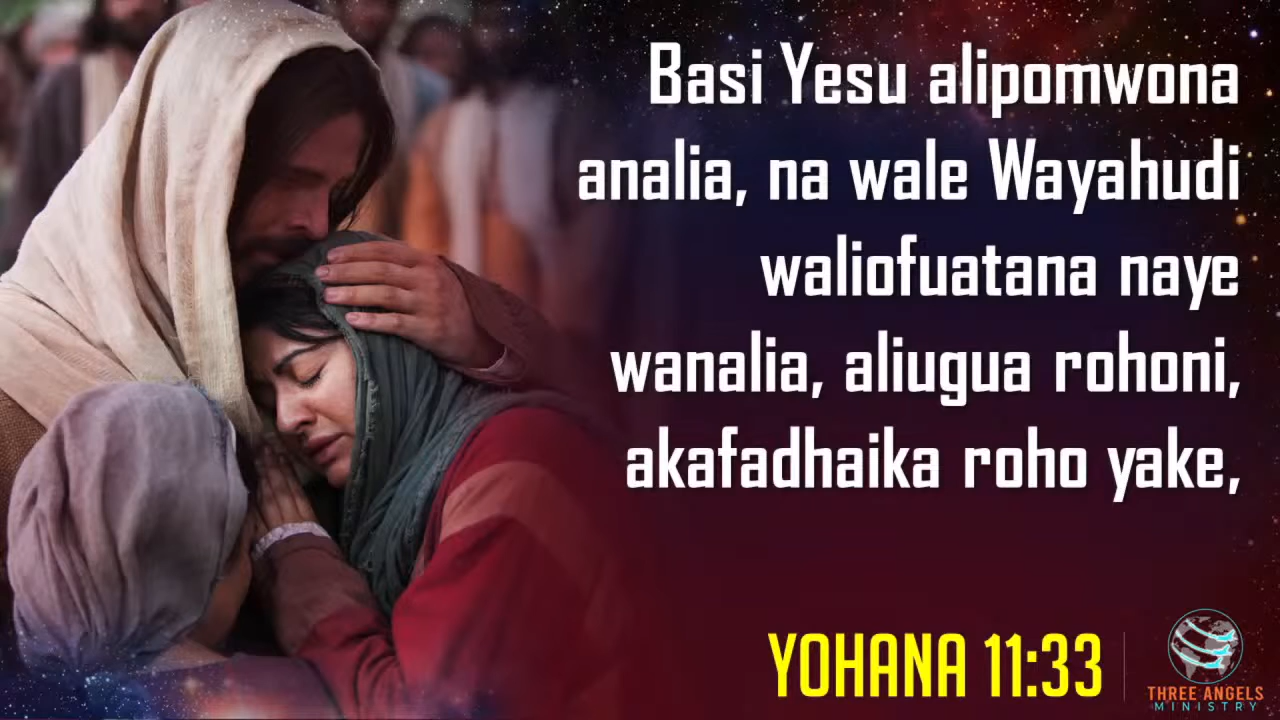 Basi Yesu alipomwona
analia, na wale Wayahudi
waliofuatana naye
wanalia, aliugua rohoni,
akafadhaika roho yake,
YOHANA 11:33
THREE ANGELS
MINISTRY